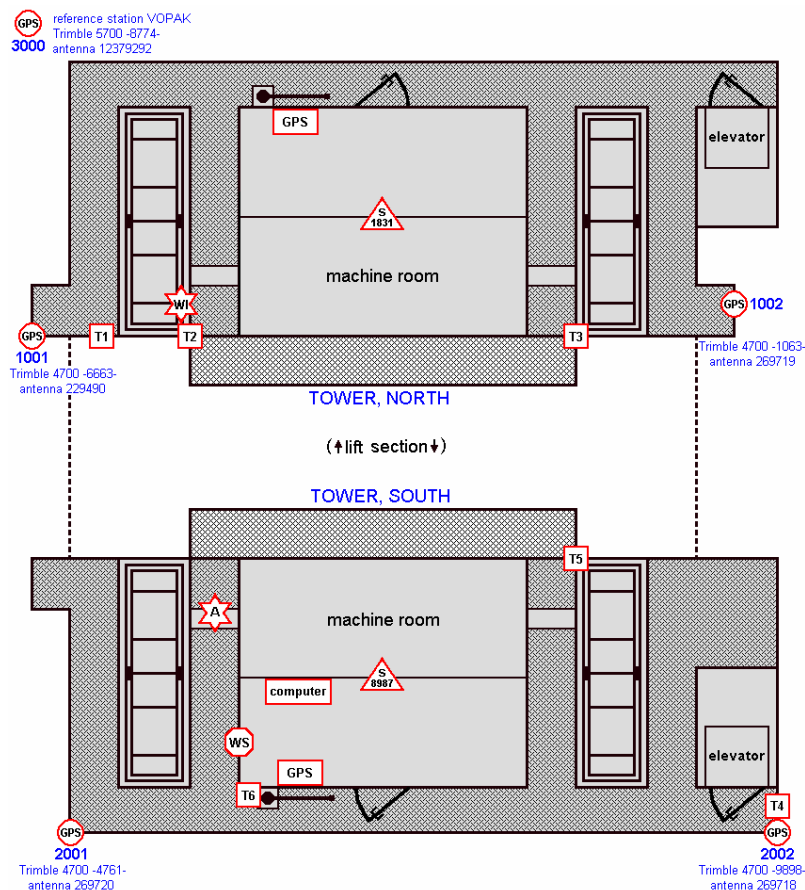 GPS
3000
reference station VOPAK
Trimble 5700 -8774-
antenna 12379292
GPS
elevator
S
1831
machine room
WI
GPS
1002
GPS
T1
T2
T3
1001
Trimble 4700 -6663-
antenna 229490
Trimble 4700 -1063-
antenna 269719
TOWER, NORTH
(↑lift section↓)
TOWER, SOUTH
T5
A
machine room
S
8987
computer
WS
elevator
GPS
T6
T4
GPS
GPS
2001
Trimble 4700 -4761-
antenna 269720
2002
Trimble 4700 -9898-
antenna 269718